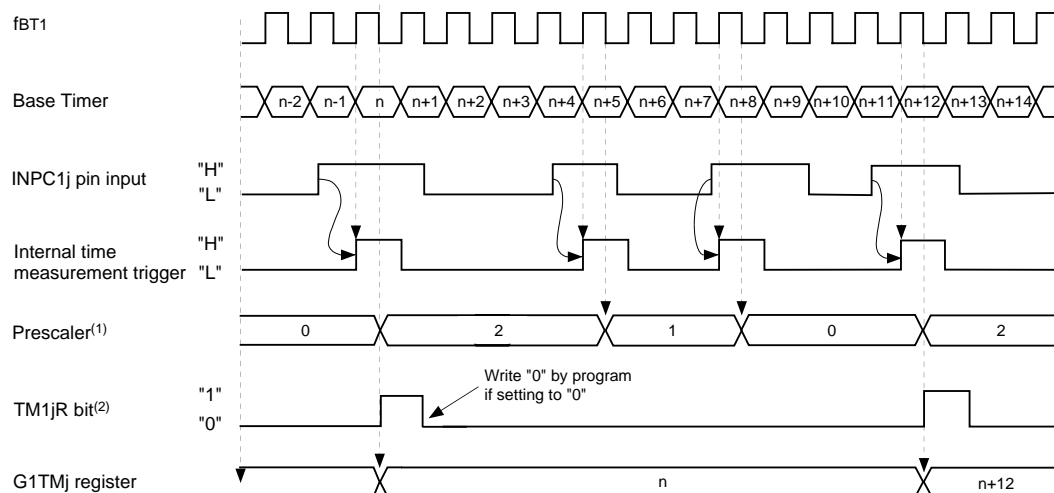 fBT1
Base Timer
n-2 n-1 n n+1 n+2 n+3 n+4 n+5 n+6 n+7 n+8 n+9 n+10 n+11 n+12 n+13 n+14
"H"
INPC1j pin input
"L"
"H"
Internal time
measurement trigger "L"
Prescaler(1)
0 2 1 0 2
Write "0" by program
if setting to "0"
"1"
TM1jR bit(2)
"0"
G1TMj register
n n+12